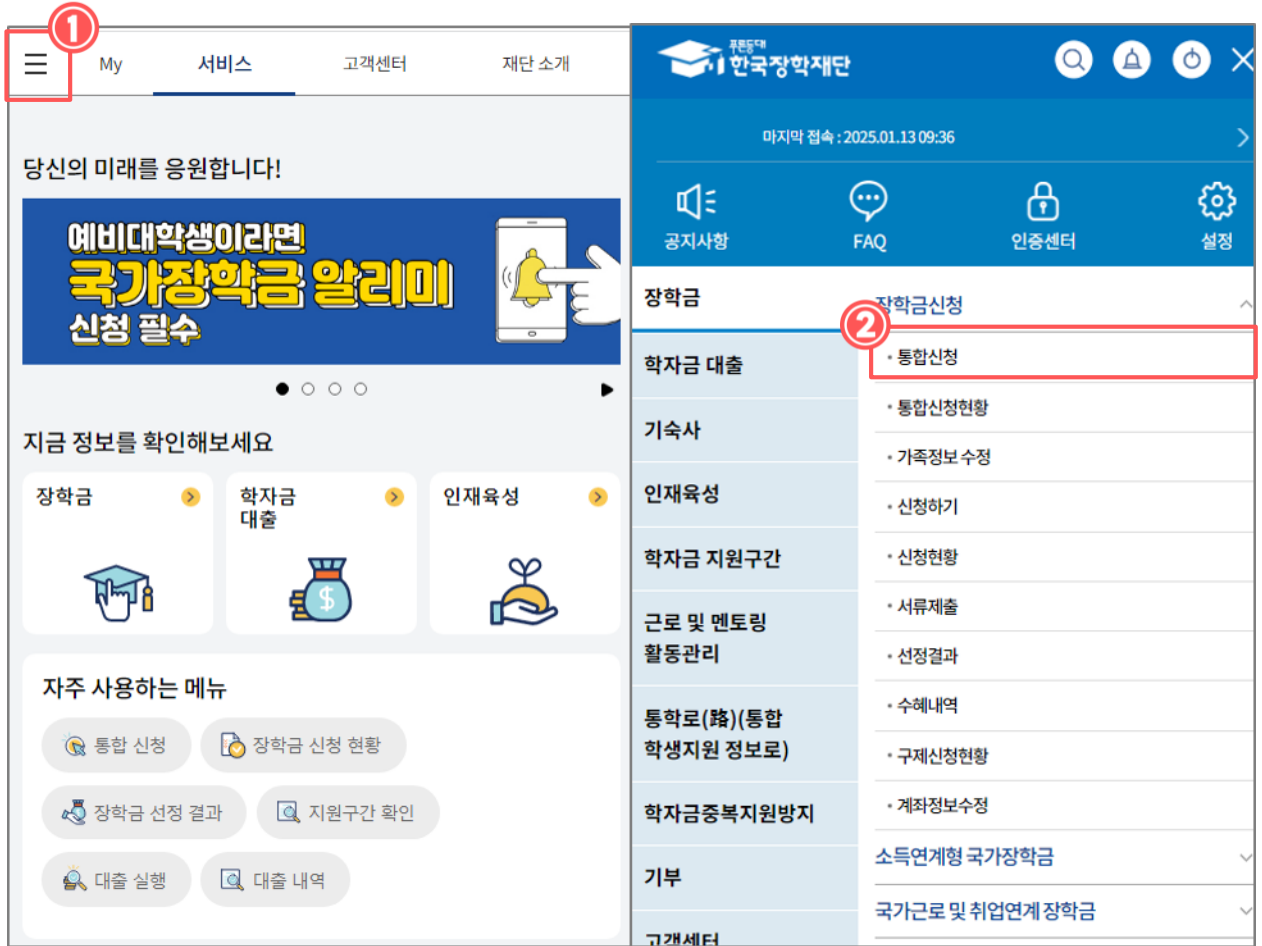 1
My 서비스 고객센터 재단 소개
당신의 미래를 응원합니다!
예비대학생이라면
국가장학금 알리미
신청 필수
지금 정보를 확인해보세요
장학금
학자금
대출
$
인재육성
자주 사용하는 메뉴
통합 신청
장학금 신청 현황
장학금 선정 결과
지원구간 확인
대출 실행
대출 내역
푸른등대
한국장학재단
마지막 접속 : 2025.01.13 09:36
공지사항
FAQ
인증센터
설정
장학금
학자금 대출
기숙사
인재육성
학자금 지원구간
근로 및 멘토링
활동관리
통학로(路)(통합
학생지원 정보로)
학자금중복지원방지
기부
고객센터
장학금신청
2
• 통합신청
• 통합신청현황
• 가족정보 수정
• 신청하기
• 신청현황
• 서류제출
• 선정결과
• 수혜내역
• 구제신청현황
• 계좌정보수정
소득연계형 국가장학금
국가근로 및 취업연계 장학금